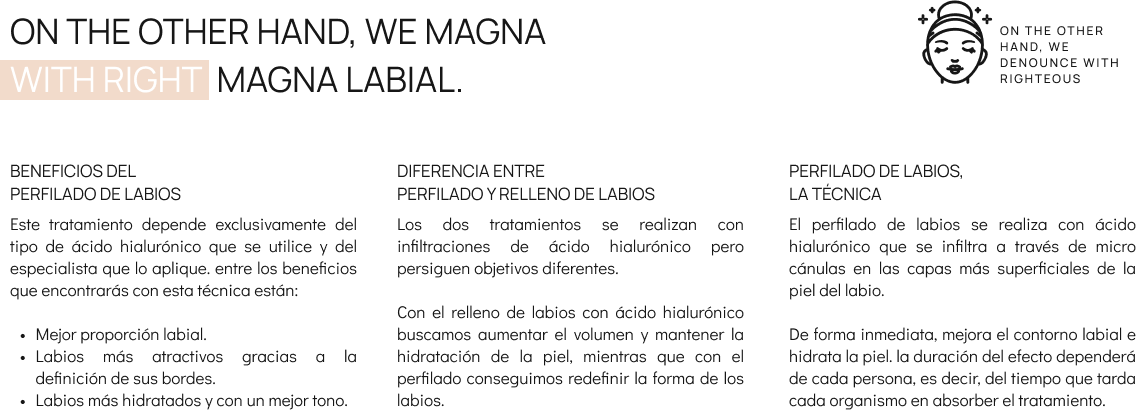 ON THE OTHER HAND, WE MAGNA
WITH RIGHT MAGNA LABIAL.
ON THE OTHER
HAND, WE
DENOUNCE WITH
RIGHTEOUS
BENEFICIOS DEL
PERFILADO DE LABIOS
Este tratamiento depende exclusivamente del
tipo de ácido hialurónico que se utilice y del
especialista que lo aplique. entre los beneficios
que encontrarás con esta técnica están:
• Mejor proporción labial.
• Labios más atractivos gracias a la
definición de sus bordes.
• Labios más hidratados y con un mejor tono.
DIFERENCIA ENTRE
PERFILADO Y RELLENO DE LABIOS
Los dos tratamientos se realizan con
infiltraciones de ácido hialurónico pero
persiguen objetivos diferentes.
Con el relleno de labios con ácido hialurónico
buscamos aumentar el volumen y mantener la
hidratación de la piel, mientras que con el
perfilado conseguimos redefinir la forma de los
labios.
PERFILADO DE LABIOS,
LA TÉCNICA
El perfilado de labios se realiza con ácido
hialurónico que se infiltra a través de micro
cánulas en las capas más superficiales de la
piel del labio.
De forma inmediata, mejora el contorno labial e
hidrata la piel. la duración del efecto dependerá
de cada persona, es decir, del tiempo que tarda
cada organismo en absorber el tratamiento.